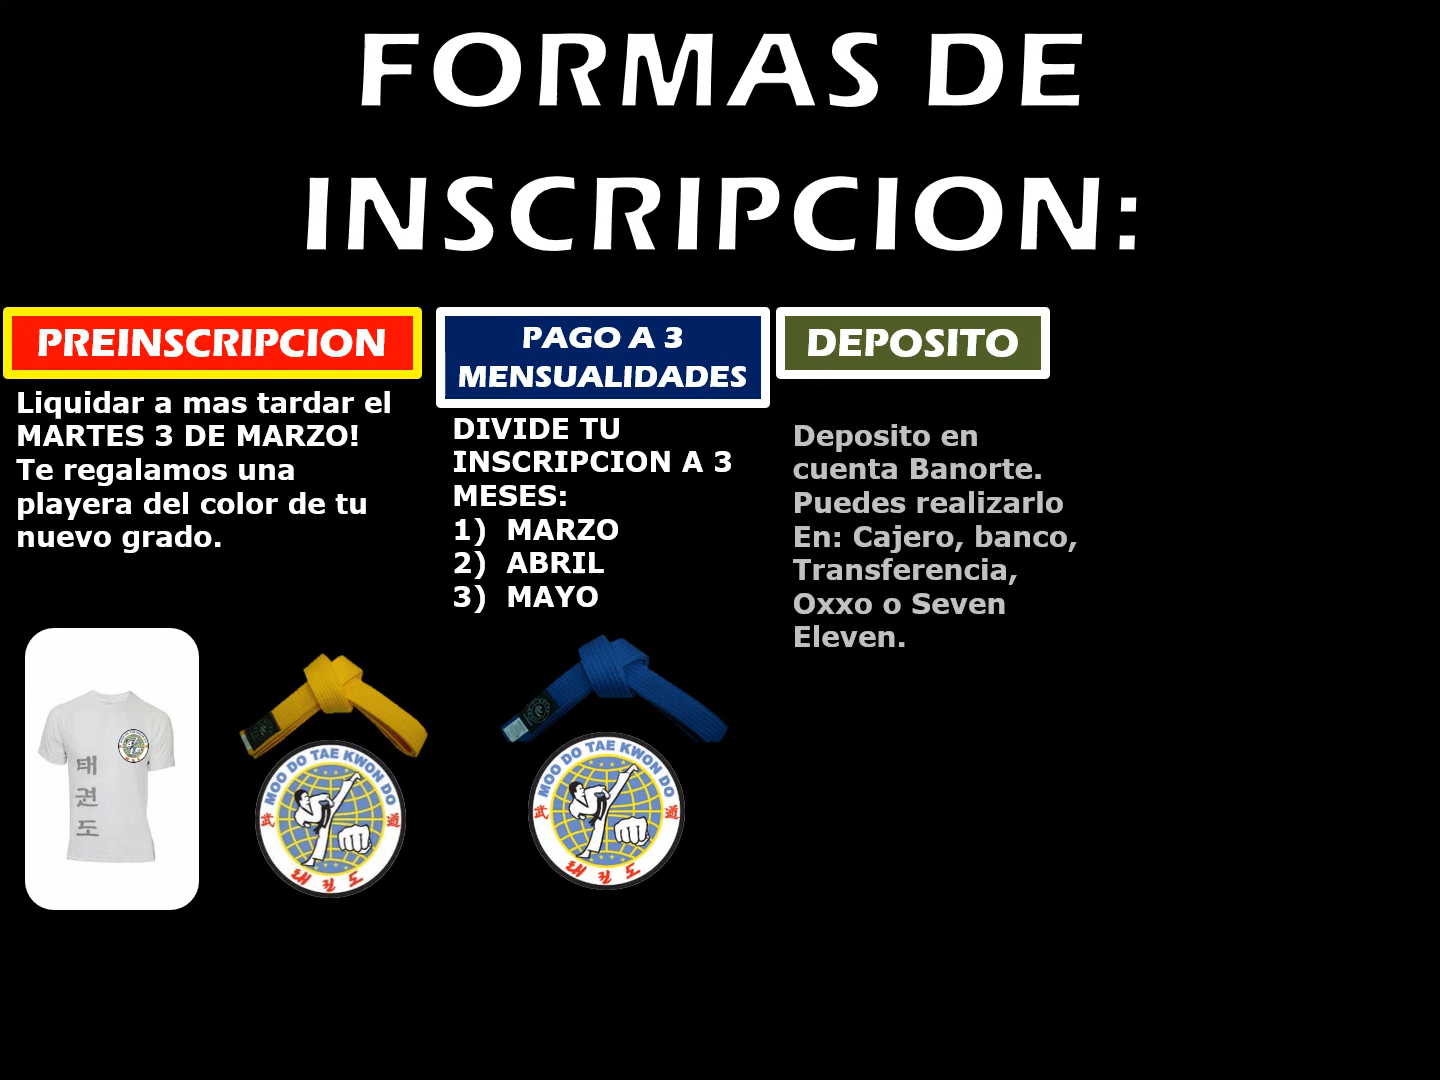 FORMAS DE
INSCRIPCION:
PREINSCRIPCION
Liquidar a mas tardar el
MARTES 3 DE MARZO!
Te regalamos una
playera del color de tu
nuevo grado.
PAGO A 3
MENSUALIDADES
DIVIDE TU
INSCRIPCION A 3
MESES:
1) MARZO
2) ABRIL
3) MAYO
DEPOSITO
Deposito en
cuenta Banorte.
Puedes realizarlo
En: Cajero, banco,
Transferencia,
Oxxo o Seven
Eleven.
태
권
도
MOO DO TAE KWON DO
武 道
태 권 도
MOO DO TAE KWON DO
武 道
태 권 도